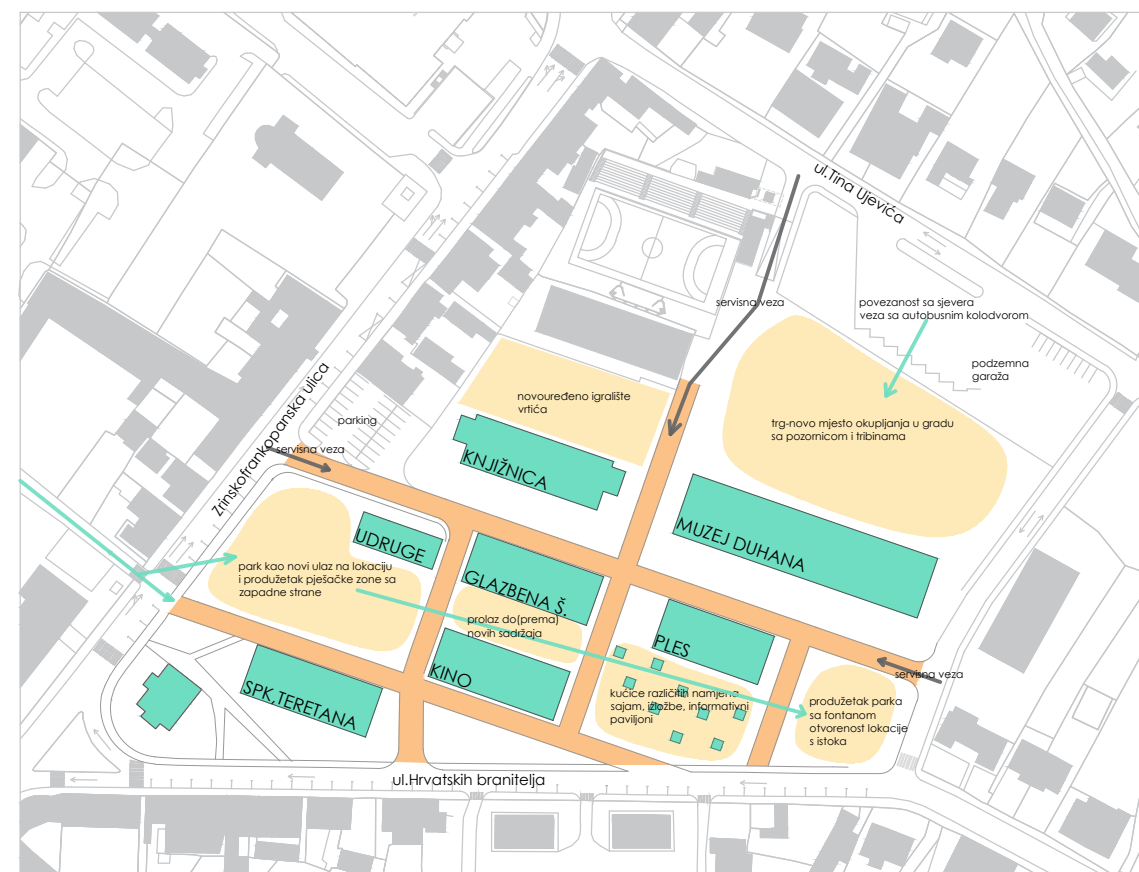 ul.Tina Ujevića
servisna veza
povezanost sa sjevera
veza sa autobusnim kolodvorom
podzemna
garaža
novouređeno igralište
vrtića
trg-novo mjesto okupljanja u gradu
sa pozornicom i tribinama
parking
Zrinskofrankopanska ulica
servisna veza
KNJIŽNICA
MUZEJ DUHANA
UDRUGE
park kao novi ulaz na lokaciju
i produžetak pješačke zone sa
zapadne strane
GLAZBENA Š.
prolaz do(prema)
novih sadržaja
PLES
KINO
SPK,TERETANA
kućice različitih namjena
sajam, izložbe, informativni
paviljoni
servisna veza
produžetak parka
sa fontanom
otvorenost lokacije
s istoka
ul.Hrvatskih branitelja